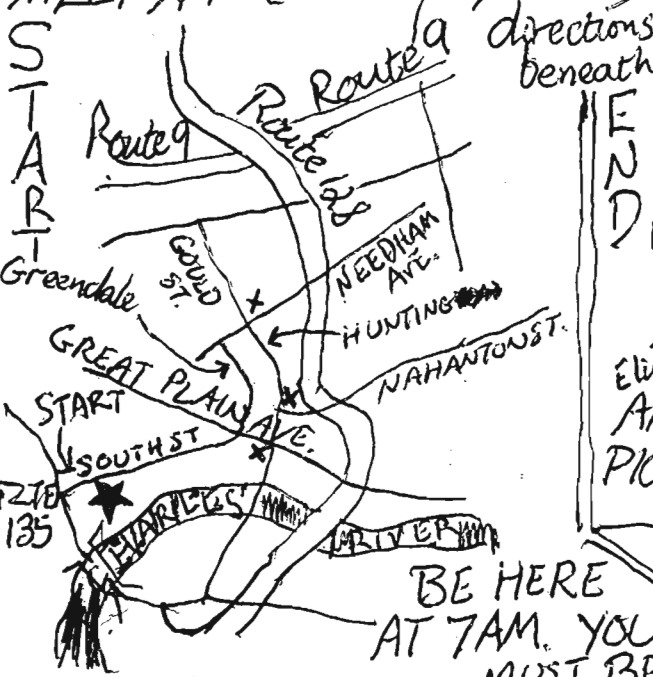 START
directions
beneath
Route 9
Route 9
Route 128
END
GOULD
ST.
NEEDHAM
AVE.
Greendale
HUNTING
NAHANTON ST.
GREAT PLAIN AVE.
START
SOUTH ST
135
CHARLES
RIVER
BE HERE
AT 7AM. YOU
MUST BE